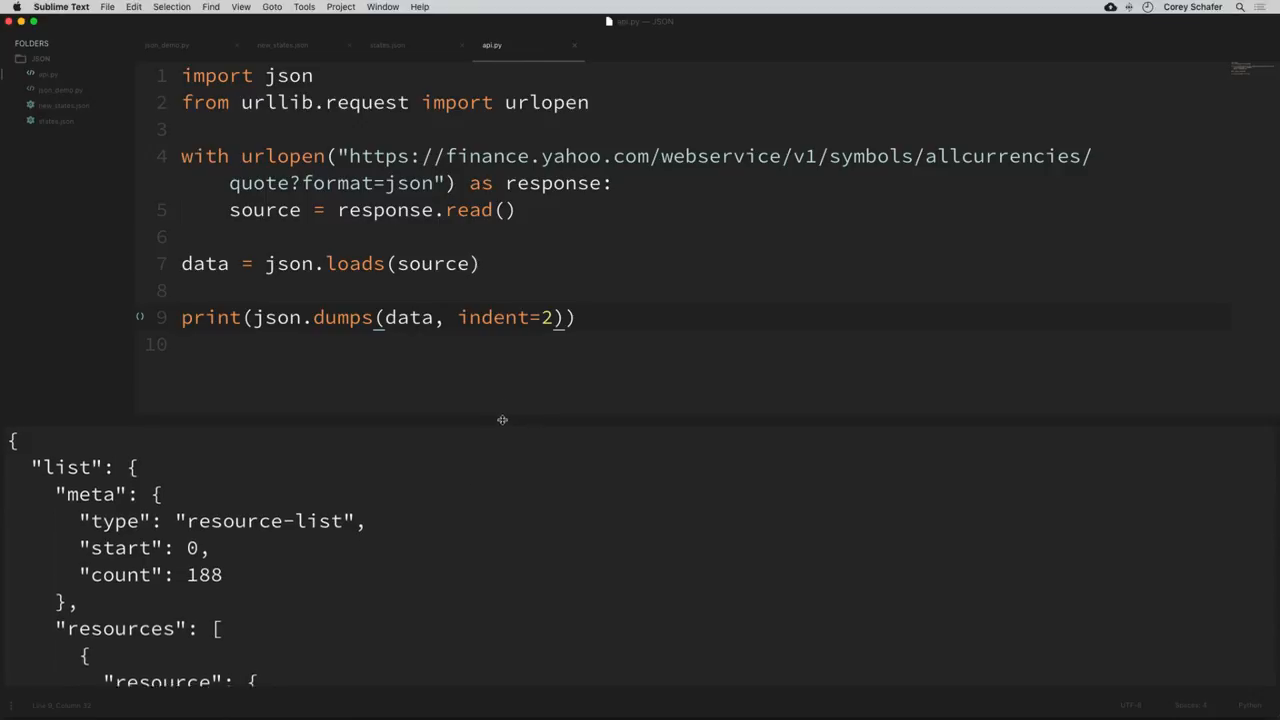 Sublime Text File Edit Selection Find View Goto Tools Project Window Help Corey Schafer
api.py — JSON
FOLDERS
JSON
api.py
json_demo.py
new_states.json
states.json
json_demo.py new_states.json states.json api.py
1 import json
2 from urllib.request import urlopen
3
4 with urlopen("https://finance.yahoo.com/webservice/v1/symbols/allcurrencies/
quote?format=json") as response:
5 source = response.read()
6
7 data = json.loads(source)
8
9 print(json.dumps(data, indent=2))
10
{
"list": {
"meta": {
"type": "resource-list",
"start": 0,
"count": 188
},
"resources": [
{
"resource": {
Line 9, Column 32 UTF-8 Spaces: 4 Python